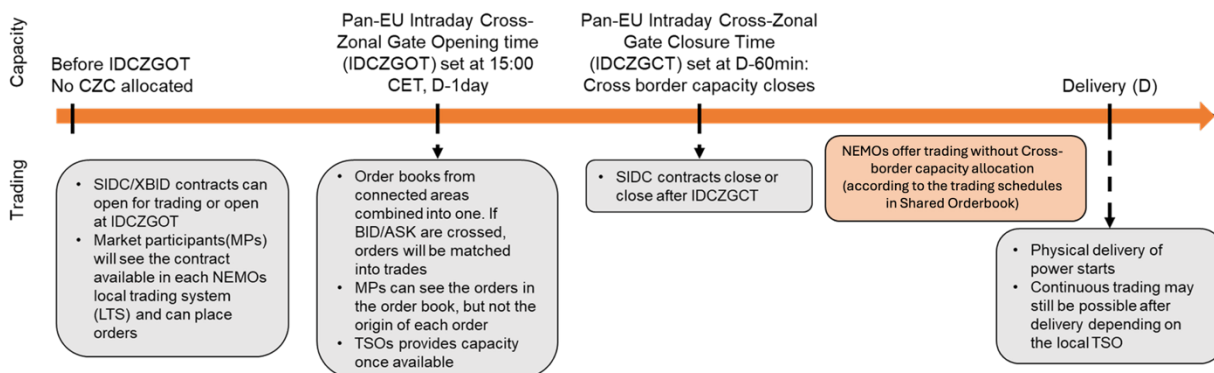 Capacity
Before IDCZGOT
No CZC allocated
Pan-EU Intraday Cross-
Zonal Gate Opening time
(IDCZGOT) set at 15:00
CET, D-1day
Pan-EU Intraday Cross-Zonal
Gate Closure Time
(IDCZGCT) set at D-60min:
Cross border capacity closes
Delivery (D)
Trading
• SIDC/XBID contracts can
open for trading or open
at IDCZGOT
• Market participants(MPs)
will see the contract
available in each NEMOs
local trading system
(LTS) and can place
orders
• Order books from
connected areas
combined into one. If
BID/ASK are crossed,
orders will be matched
into trades
• MPs can see the orders
in the order book, but not
the origin of each order
• TSOs provides capacity
once available
• SIDC contracts close or
close after IDCZGCT
NEMOs offer trading without Cross-
border capacity allocation
(according to the trading schedules
in Shared Orderbook)
• Physical delivery of
power starts
• Continuous trading may
still be possible after
delivery depending on
the local TSO